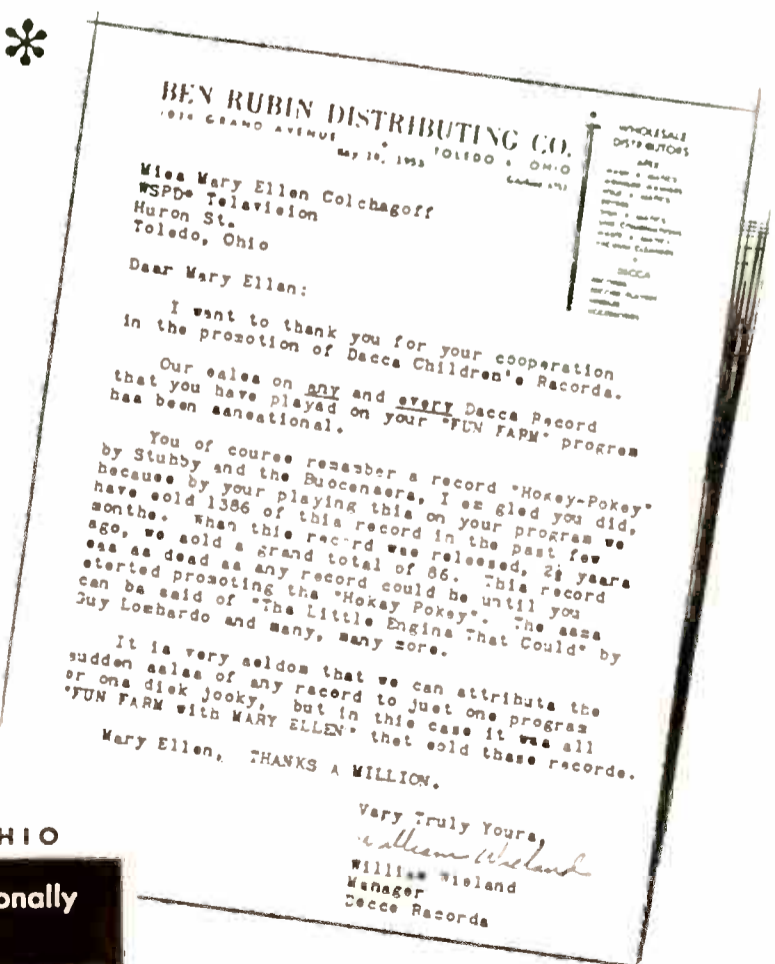 *
BEN RUBIN DISTRIBUTING CO.
GRAND AVENUE TOLEDO OHIO
May 1953
WHOLESALE
DISTRIBUTORS
DECCA
Miss Mary Ellen Colchagoff
WSPD* Television
Huron St.
Toledo, Ohio
Dear Mary Ellen:
I want to thank you for your cooperation
in the promotion of Decca Children's Records.
Our sales on any and every Decca Record
that you have played on your "FUN FARM" program
has been sensational.
You of course remember a record "Hokey-Pokey"
by Stubby and the Buccaneers, I am glad you did,
because by your playing this on your program we
have sold 1386 of this record in the past few
months. When this record was released, 2½ years
ago, we sold a grand total of 86. This record
was as dead as any record could be until you
started promoting the "Hokey Pokey". The same
can be said of "The Little Engine That Could" by
Guy Lombardo and many, many more.
It is very seldom that we can attribute the
sudden sales of any record to just one program
or one disk jocky, but in this case it was all
"FUN FARM with MARY ELLEN" that sold these records.
Mary Ellen, THANKS A MILLION.
Very Truly Yours,
William Wieland
William Wieland
Manager
Decca Records
HIO
onally